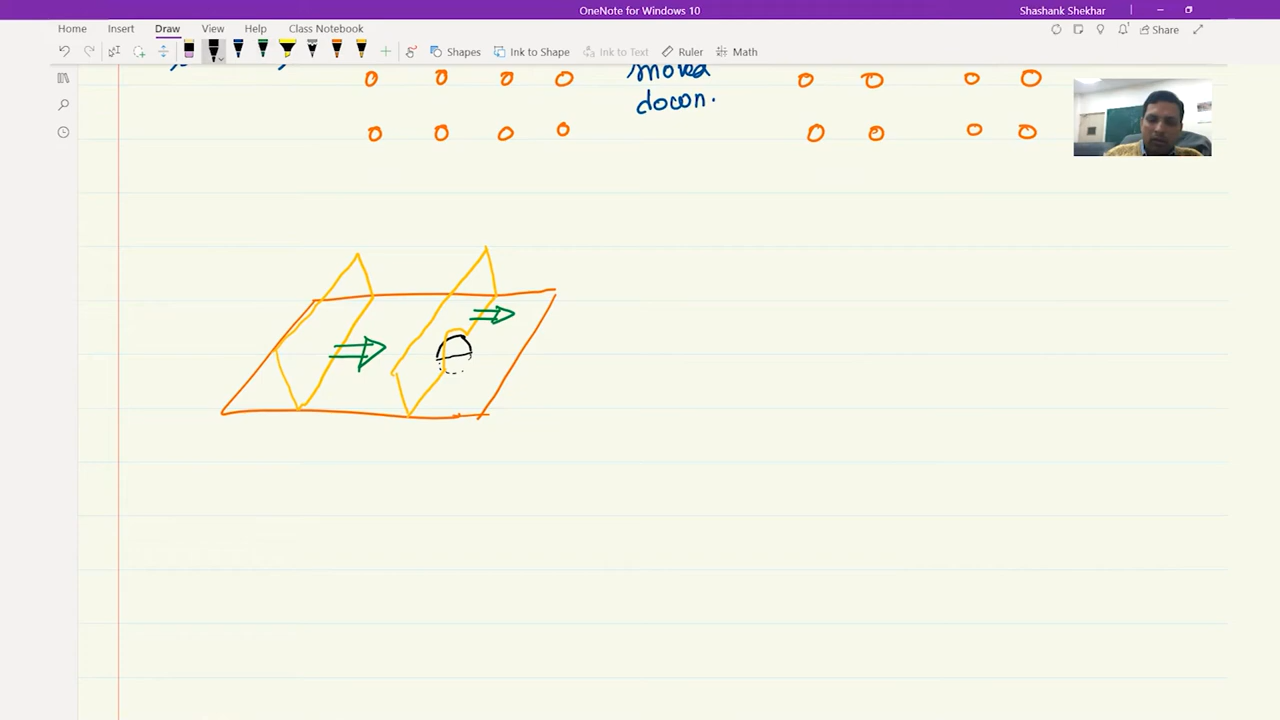 OneNote for Windows 10
Shashank Shekhar
Home Insert Draw View Help Class Notebook
Share
Shapes Ink to Shape Ink to Text Ruler Math
moved
down.